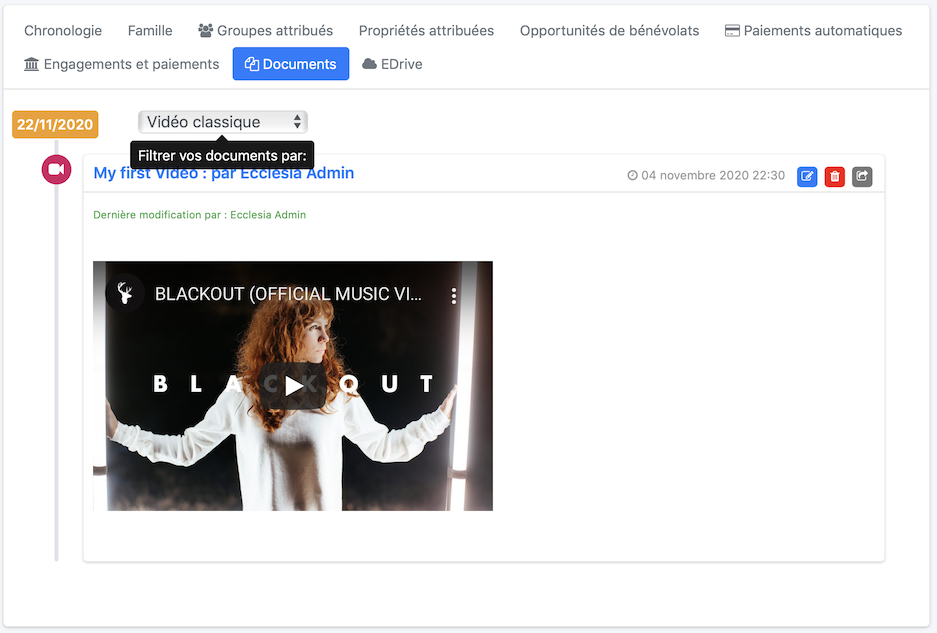 Chronologie Famille Groupes attribués Propriétés attribuées Opportunités de bénévolats Paiements automatiques
Engagements et paiements Documents EDrive
22/11/2020 Vidéo classique
Filtrer vos documents par:
My first Video : par Ecclesia Admin 04 novembre 2020 22:30
Dernière modification par : Ecclesia Admin
BLACKOUT (OFFICIAL MUSIC VI...
BLACKOUT